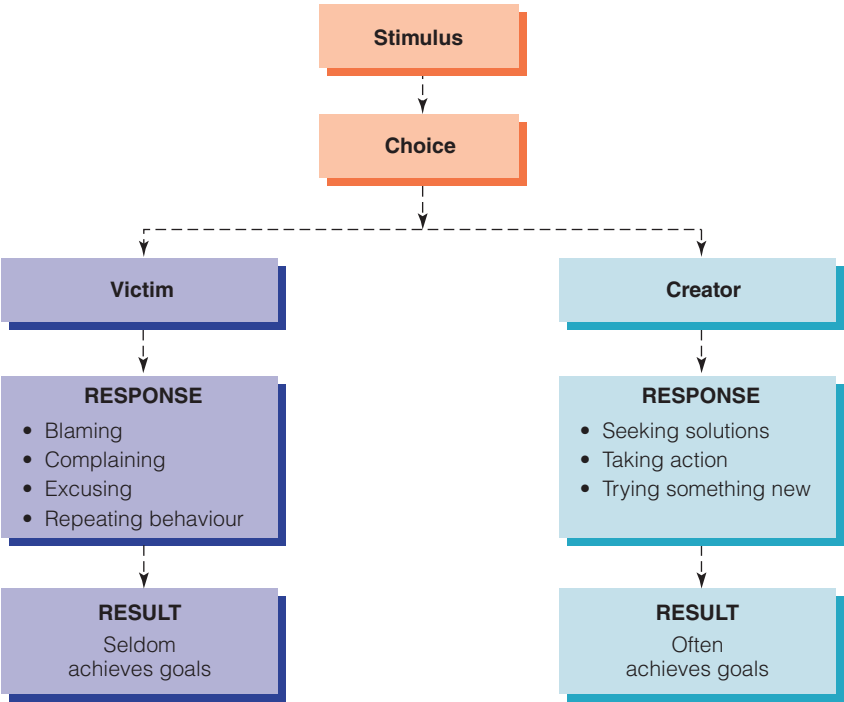 Stimulus
Choice
Victim
RESPONSE
• Blaming
• Complaining
• Excusing
• Repeating behaviour
RESULT
Seldom
achieves goals
Creator
RESPONSE
• Seeking solutions
• Taking action
• Trying something new
RESULT
Often
achieves goals